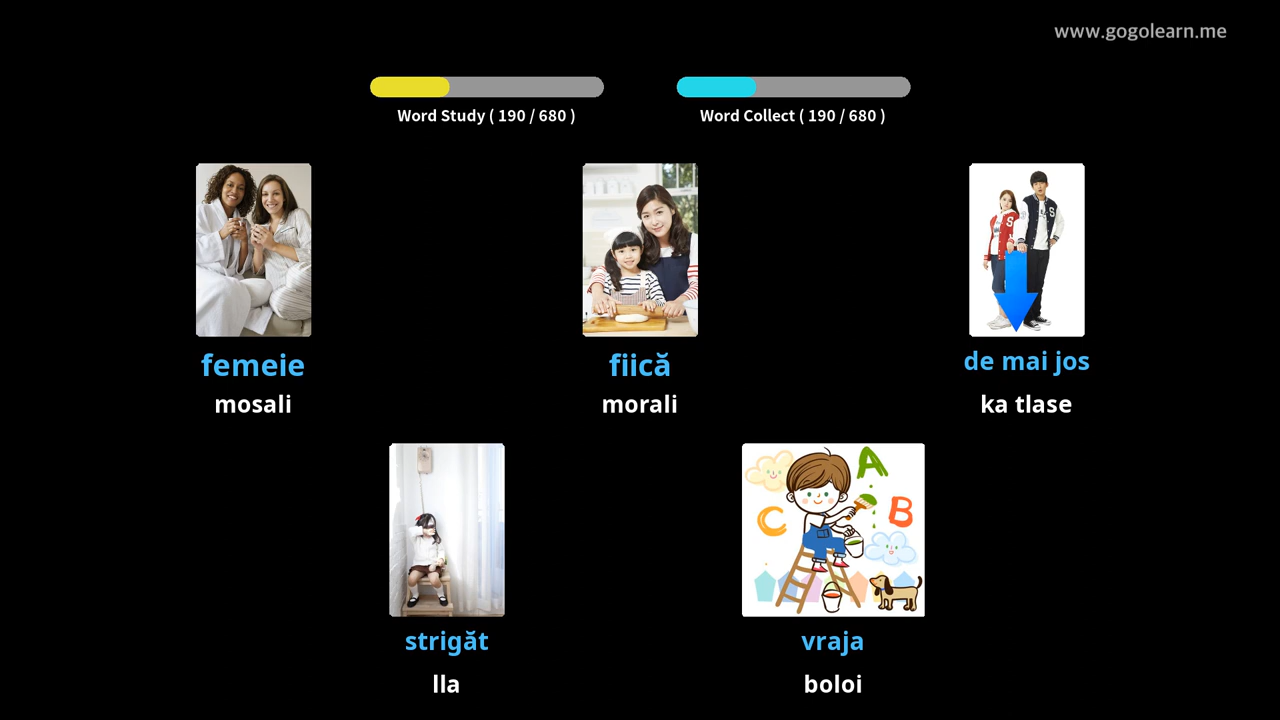 www.gogolearn.me
Word Study ( 190 / 680 )
Word Collect ( 190 / 680 )
femeie
mosali
fiică
morali
de mai jos
ka tlase
A
B
C
S
S
strigăt
lla
vraja
boloi